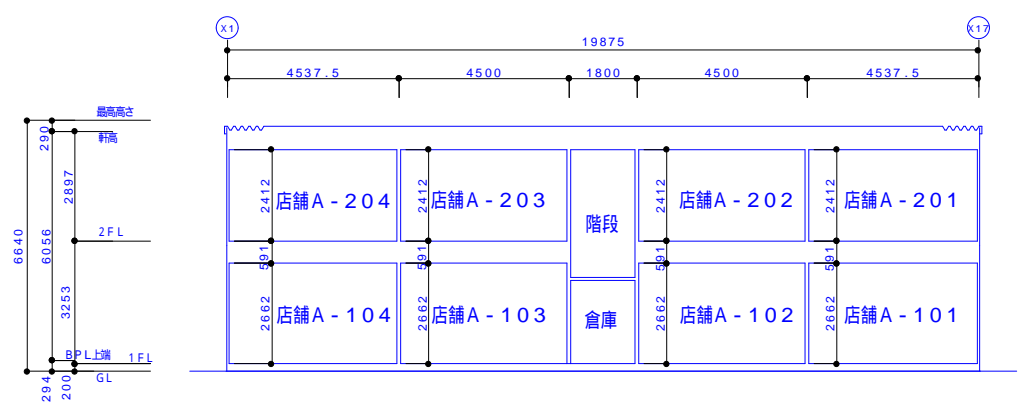 X1
X17
19875
4537.5
4500
1800
4500
4537.5
最高高さ
軒高
290
2897
2FL
6640
6056
3253
BPL上端
1FL
GL
294
200
2412
店舗A-204
2412
店舗A-203
階段
2412
店舗A-202
2412
店舗A-201
591
591
591
591
2662
店舗A-104
2662
店舗A-103
倉庫
2662
店舗A-102
2662
店舗A-101